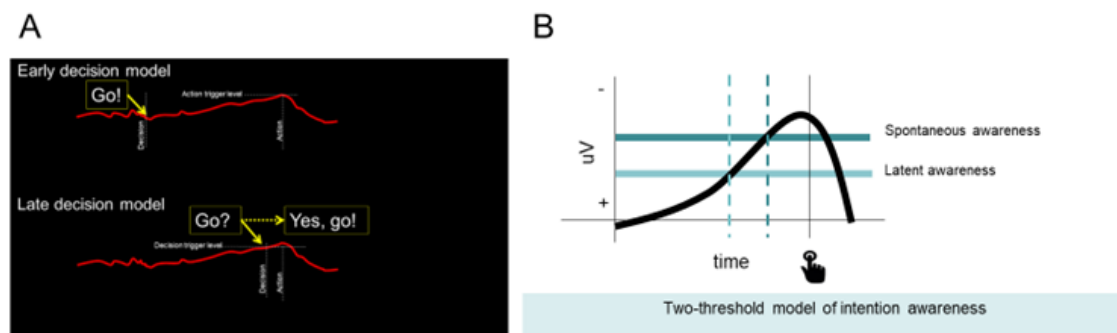 A
Early decision model
Go!
Action trigger level
Decision
Action
Late decision model
Go?
Yes, go!
Decision trigger level
Decision
Action
B
-
uV
+
Spontaneous awareness
Latent awareness
time
Two-threshold model of intention awareness